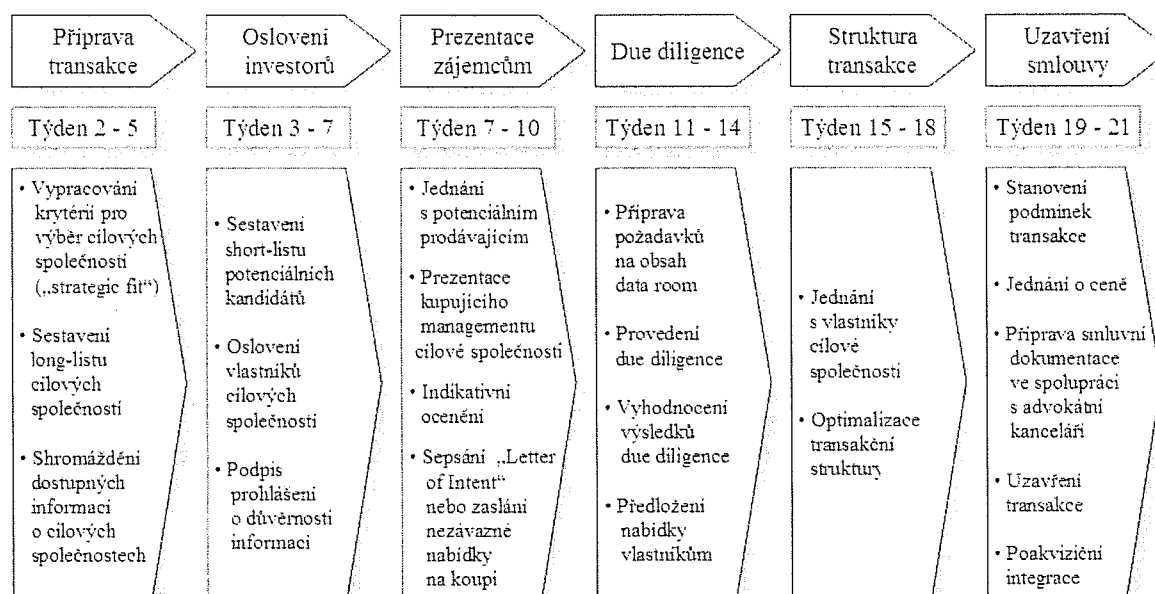 Příprava
transakce
Oslovení
investorů
Prezentace
zájemcům
Due diligence
Struktura
transakce
Uzavření
smlouvy
Týden 2 - 5
Týden 3 - 7
Týden 7 - 10
Týden 11 - 14
Týden 15 - 18
Týden 19 - 21
• Vypracování
krytérií pro
výběr cílových
společností
(„strategic fit“)
• Sestavení
long-listu
cílových
společností
• Shromáždění
dostupných
informací
o cílových
společnostech
• Sestavení
short-listu
potenciálních
kandidátů
• Oslovení
vlastníků
cílových
společností
• Podpis
prohlášení
o důvěrnosti
informací
• Jednání
s potenciálním
prodávajícím
• Prezentace
kupujícího
managementu
cílové společnosti
• Indikativní
ocenění
• Sepsání „Letter
of Intent“
nebo zaslání
nezávazné
nabídky
na koupi
• Příprava
požadavků
na obsah
data room
• Provedení
due diligence
• Vyhodnocení
výsledků
due diligence
• Předložení
nabídky
vlastníkům
• Jednání
s vlastníky
cílové
společnosti
• Optimalizace
transakční
struktury
• Stanovení
podmínek
transakce
• Jednání o ceně
• Příprava smluvní
dokumentace
ve spolupráci
s advokátní
kanceláří
• Uzavření
transakce
• Poakviziční
integrace